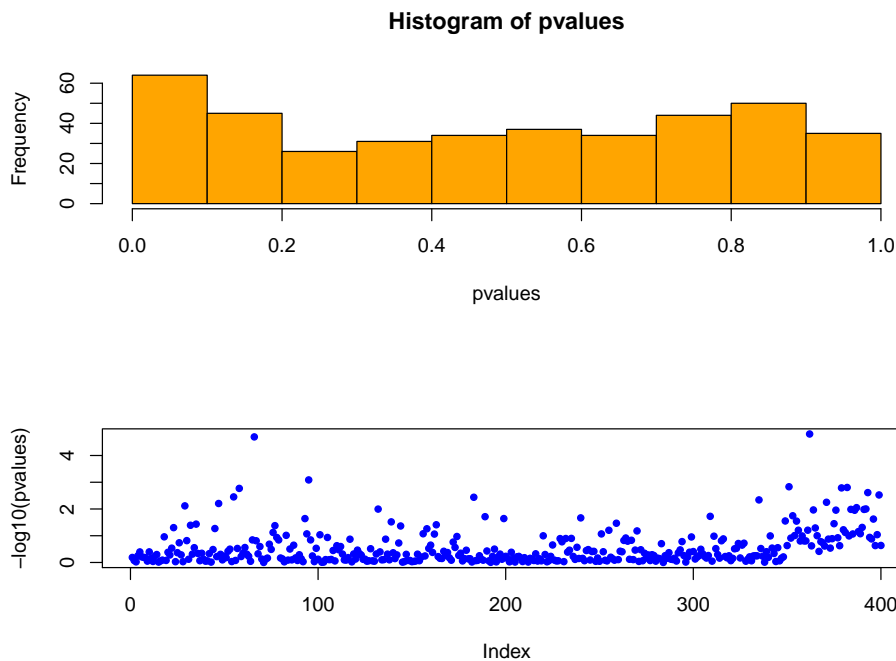 Histogram of pvalues
Frequency
60
40
20
0
0.0 0.2 0.4 0.6 0.8 1.0
pvalues
−log10(pvalues)
4
2
0
0 100 200 300 400
Index